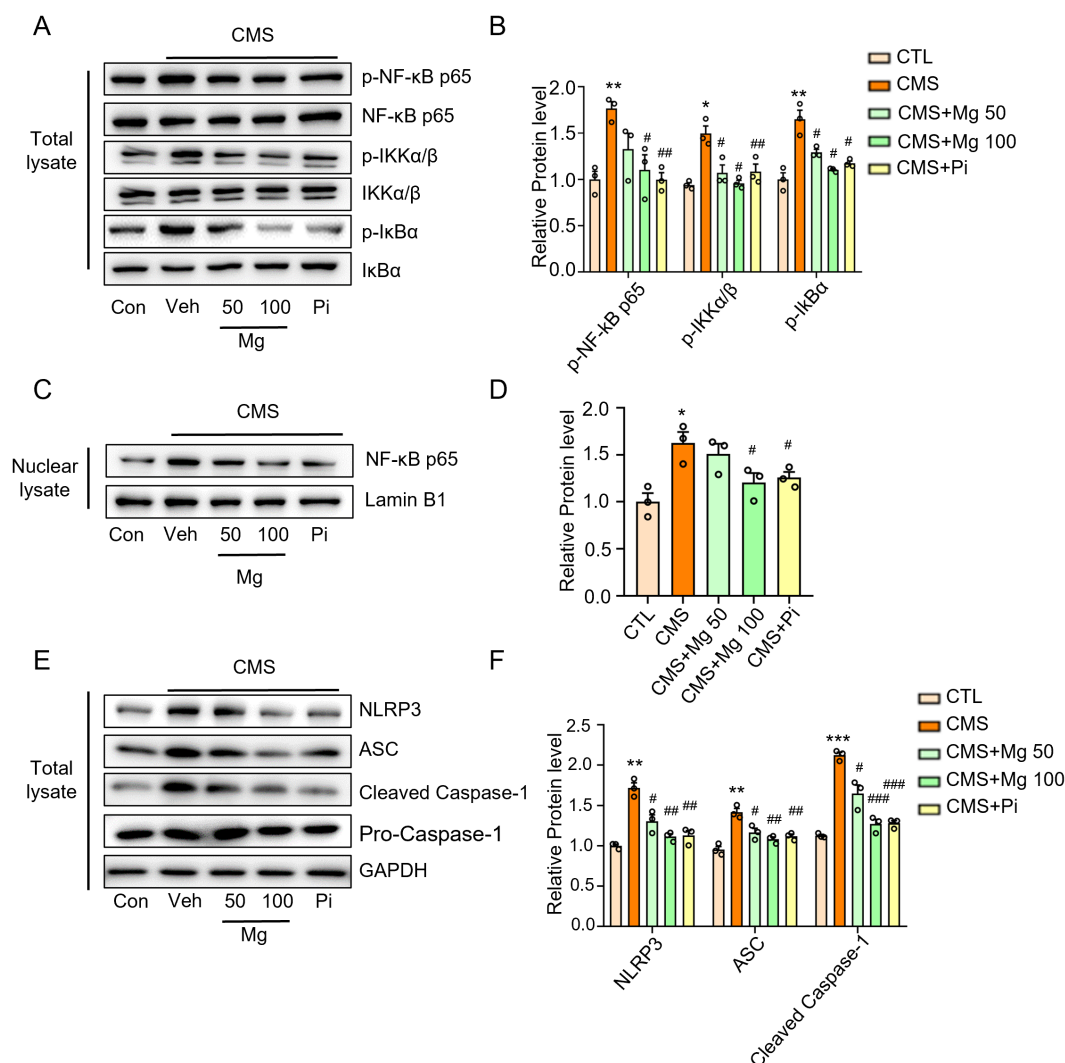 A
CMS
p-NF-κB p65
NF-κB p65
p-IKKα/β
IKKα/β
p-IκBα
IκBα
Total
lysate
Con Veh 50 100 Pi
Mg
B
Relative Protein level
2.0
1.5
1.0
0.5
0.0
** # ##
* # # ##
** # # #
p-NF-κB p65
p-IKKα/β
p-IκBα
CTL
CMS
CMS+Mg 50
CMS+Mg 100
CMS+Pi
C
CMS
Nuclear
lysate
NF-κB p65
Lamin B1
Con Veh 50 100 Pi
Mg
D
Relative Protein level
2.0
1.5
1.0
0.5
0.0
* # #
CTL
CMS
CMS+Mg 50
CMS+Mg 100
CMS+Pi
E
CMS
Total
lysate
NLRP3
ASC
Cleaved Caspase-1
Pro-Caspase-1
GAPDH
Con Veh 50 100 Pi
Mg
F
Relative Protein level
2.5
2.0
1.5
1.0
0.5
0.0
** # ## ##
** # ## ##
*** # ### ###
NLRP3
ASC
Cleaved Caspase-1
CTL
CMS
CMS+Mg 50
CMS+Mg 100
CMS+Pi